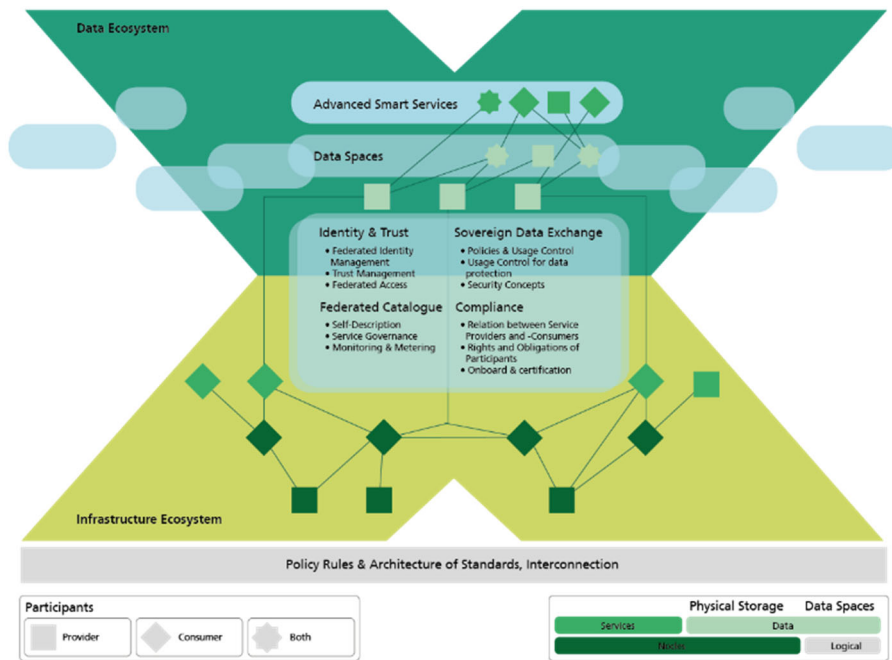 Data Ecosystem
Advanced Smart Services
Data Spaces
Identity & Trust
• Federated Identity
Management
• Trust Management
• Federated Access
Sovereign Data Exchange
• Policies & Usage Control
• Usage Control for data
protection
• Security Concepts
Federated Catalogue
• Self-Description
• Service Governance
• Monitoring & Metering
Compliance
• Relation between Service
Providers and -Consumers
• Rights and Obligations of
Participants
• Onboard & certification
Infrastructure Ecosystem
Policy Rules & Architecture of Standards, Interconnection
Participants
Provider
Consumer
Both
Physical Storage
Data Spaces
Services
Data
Nodes
Logical